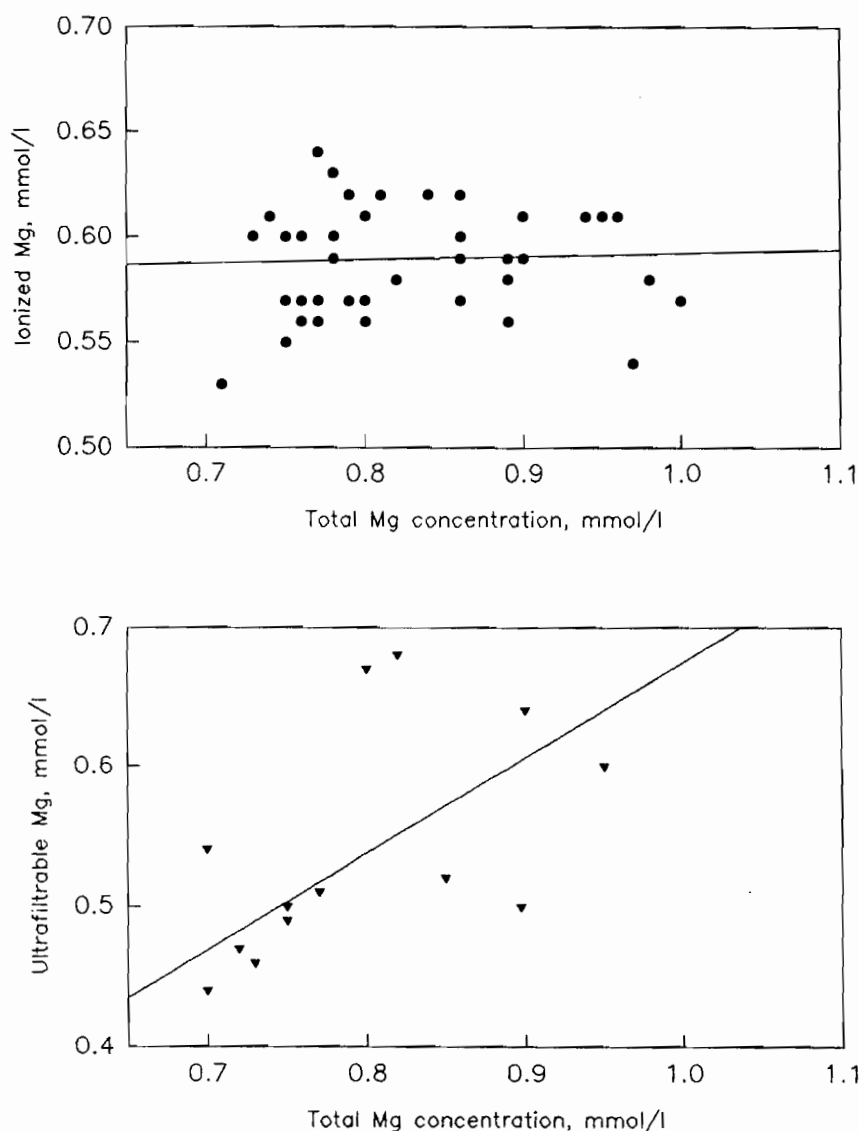 0.70
0.65
0.60
0.55
0.50
Ionized Mg, mmol/l
0.7 0.8 0.9 1.0 1.1
Total Mg concentration, mmol/l
0.7
0.6
0.5
0.4
Ultrafiltrable Mg, mmol/l
0.7 0.8 0.9 1.0 1.1
Total Mg concentration, mmol/l